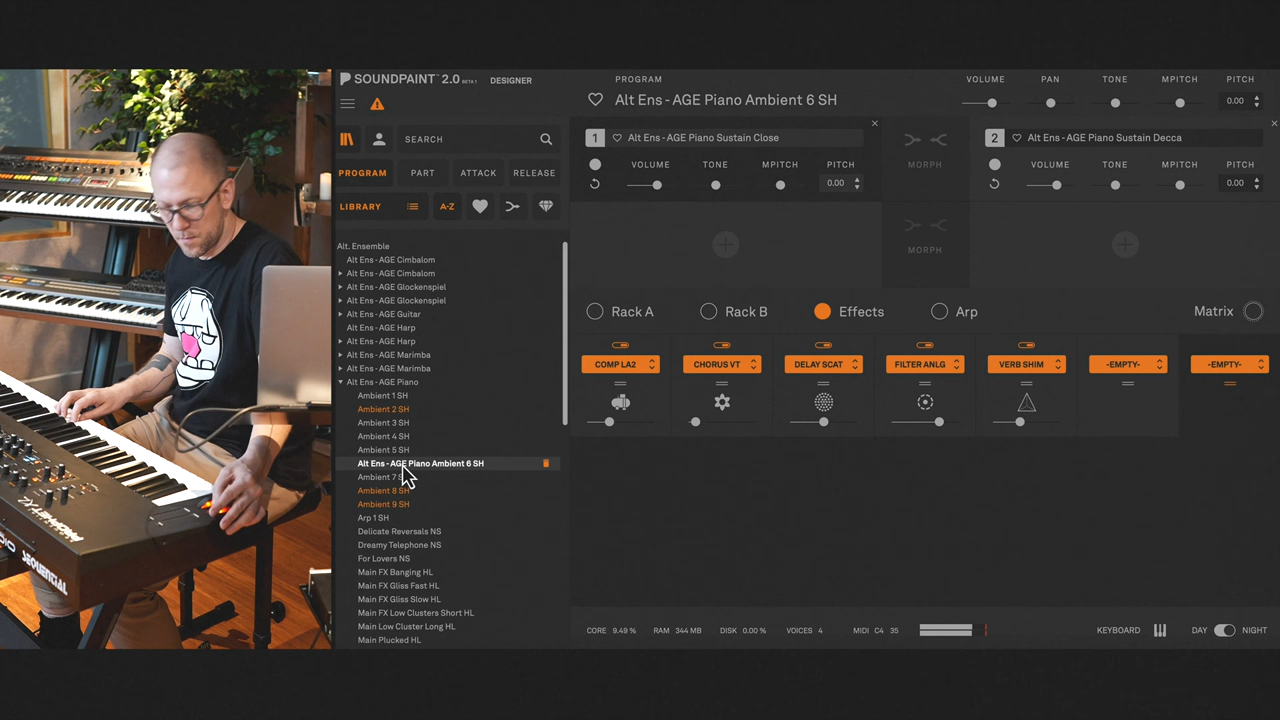 SOUNDPAINT™ 2.0 BETA 1 DESIGNER
PROGRAM
Alt Ens - AGE Piano Ambient 6 SH
VOLUME PAN TONE MPITCH PITCH
0.00
SEARCH
PROGRAM PART ATTACK RELEASE
LIBRARY A-Z
1 Alt Ens - AGE Piano Sustain Close
VOLUME TONE MPITCH PITCH
0.00
MORPH
MORPH
2 Alt Ens - AGE Piano Sustain Decca
VOLUME TONE MPITCH PITCH
0.00
Alt. Ensemble
Alt Ens - AGE Cimbalom
Alt Ens - AGE Cimbalom
Alt Ens - AGE Glockenspiel
Alt Ens - AGE Glockenspiel
Alt Ens - AGE Guitar
Alt Ens - AGE Harp
Alt Ens - AGE Harp
Alt Ens - AGE Marimba
Alt Ens - AGE Marimba
Alt Ens - AGE Piano
Ambient 1 SH
Ambient 2 SH
Ambient 3 SH
Ambient 4 SH
Ambient 5 SH
Alt Ens - AGE Piano Ambient 6 SH
Ambient 7
Ambient 8 SH
Ambient 9 SH
Arp 1 SH
Delicate Reversals NS
Dreamy Telephone NS
For Lovers NS
Main FX Banging HL
Main FX Gliss Fast HL
Main FX Gliss Slow HL
Main FX Low Clusters Short HL
Main Low Cluster Long HL
Main Plucked HL
Rack A Rack B Effects Arp Matrix
COMP LA2 CHORUS VT DELAY SCAT FILTER ANLG VERB SHIM -EMPTY- -EMPTY-
CORE 9.49 % RAM 344 MB DISK 0.00 % VOICES 4 MIDI C4 35
KEYBOARD DAY NIGHT
SEQUENTIAL